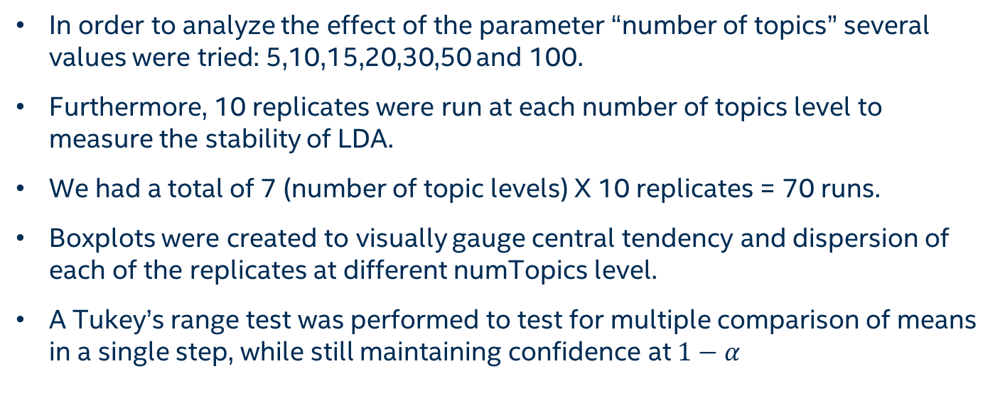 • In order to analyze the effect of the parameter “number of topics” several
values were tried: 5,10,15,20,30,50 and 100.
• Furthermore, 10 replicates were run at each number of topics level to
measure the stability of LDA.
• We had a total of 7 (number of topic levels) X 10 replicates = 70 runs.
• Boxplots were created to visually gauge central tendency and dispersion of
each of the replicates at different numTopics level.
• A Tukey’s range test was performed to test for multiple comparison of means
in a single step, while still maintaining confidence at 1 − α